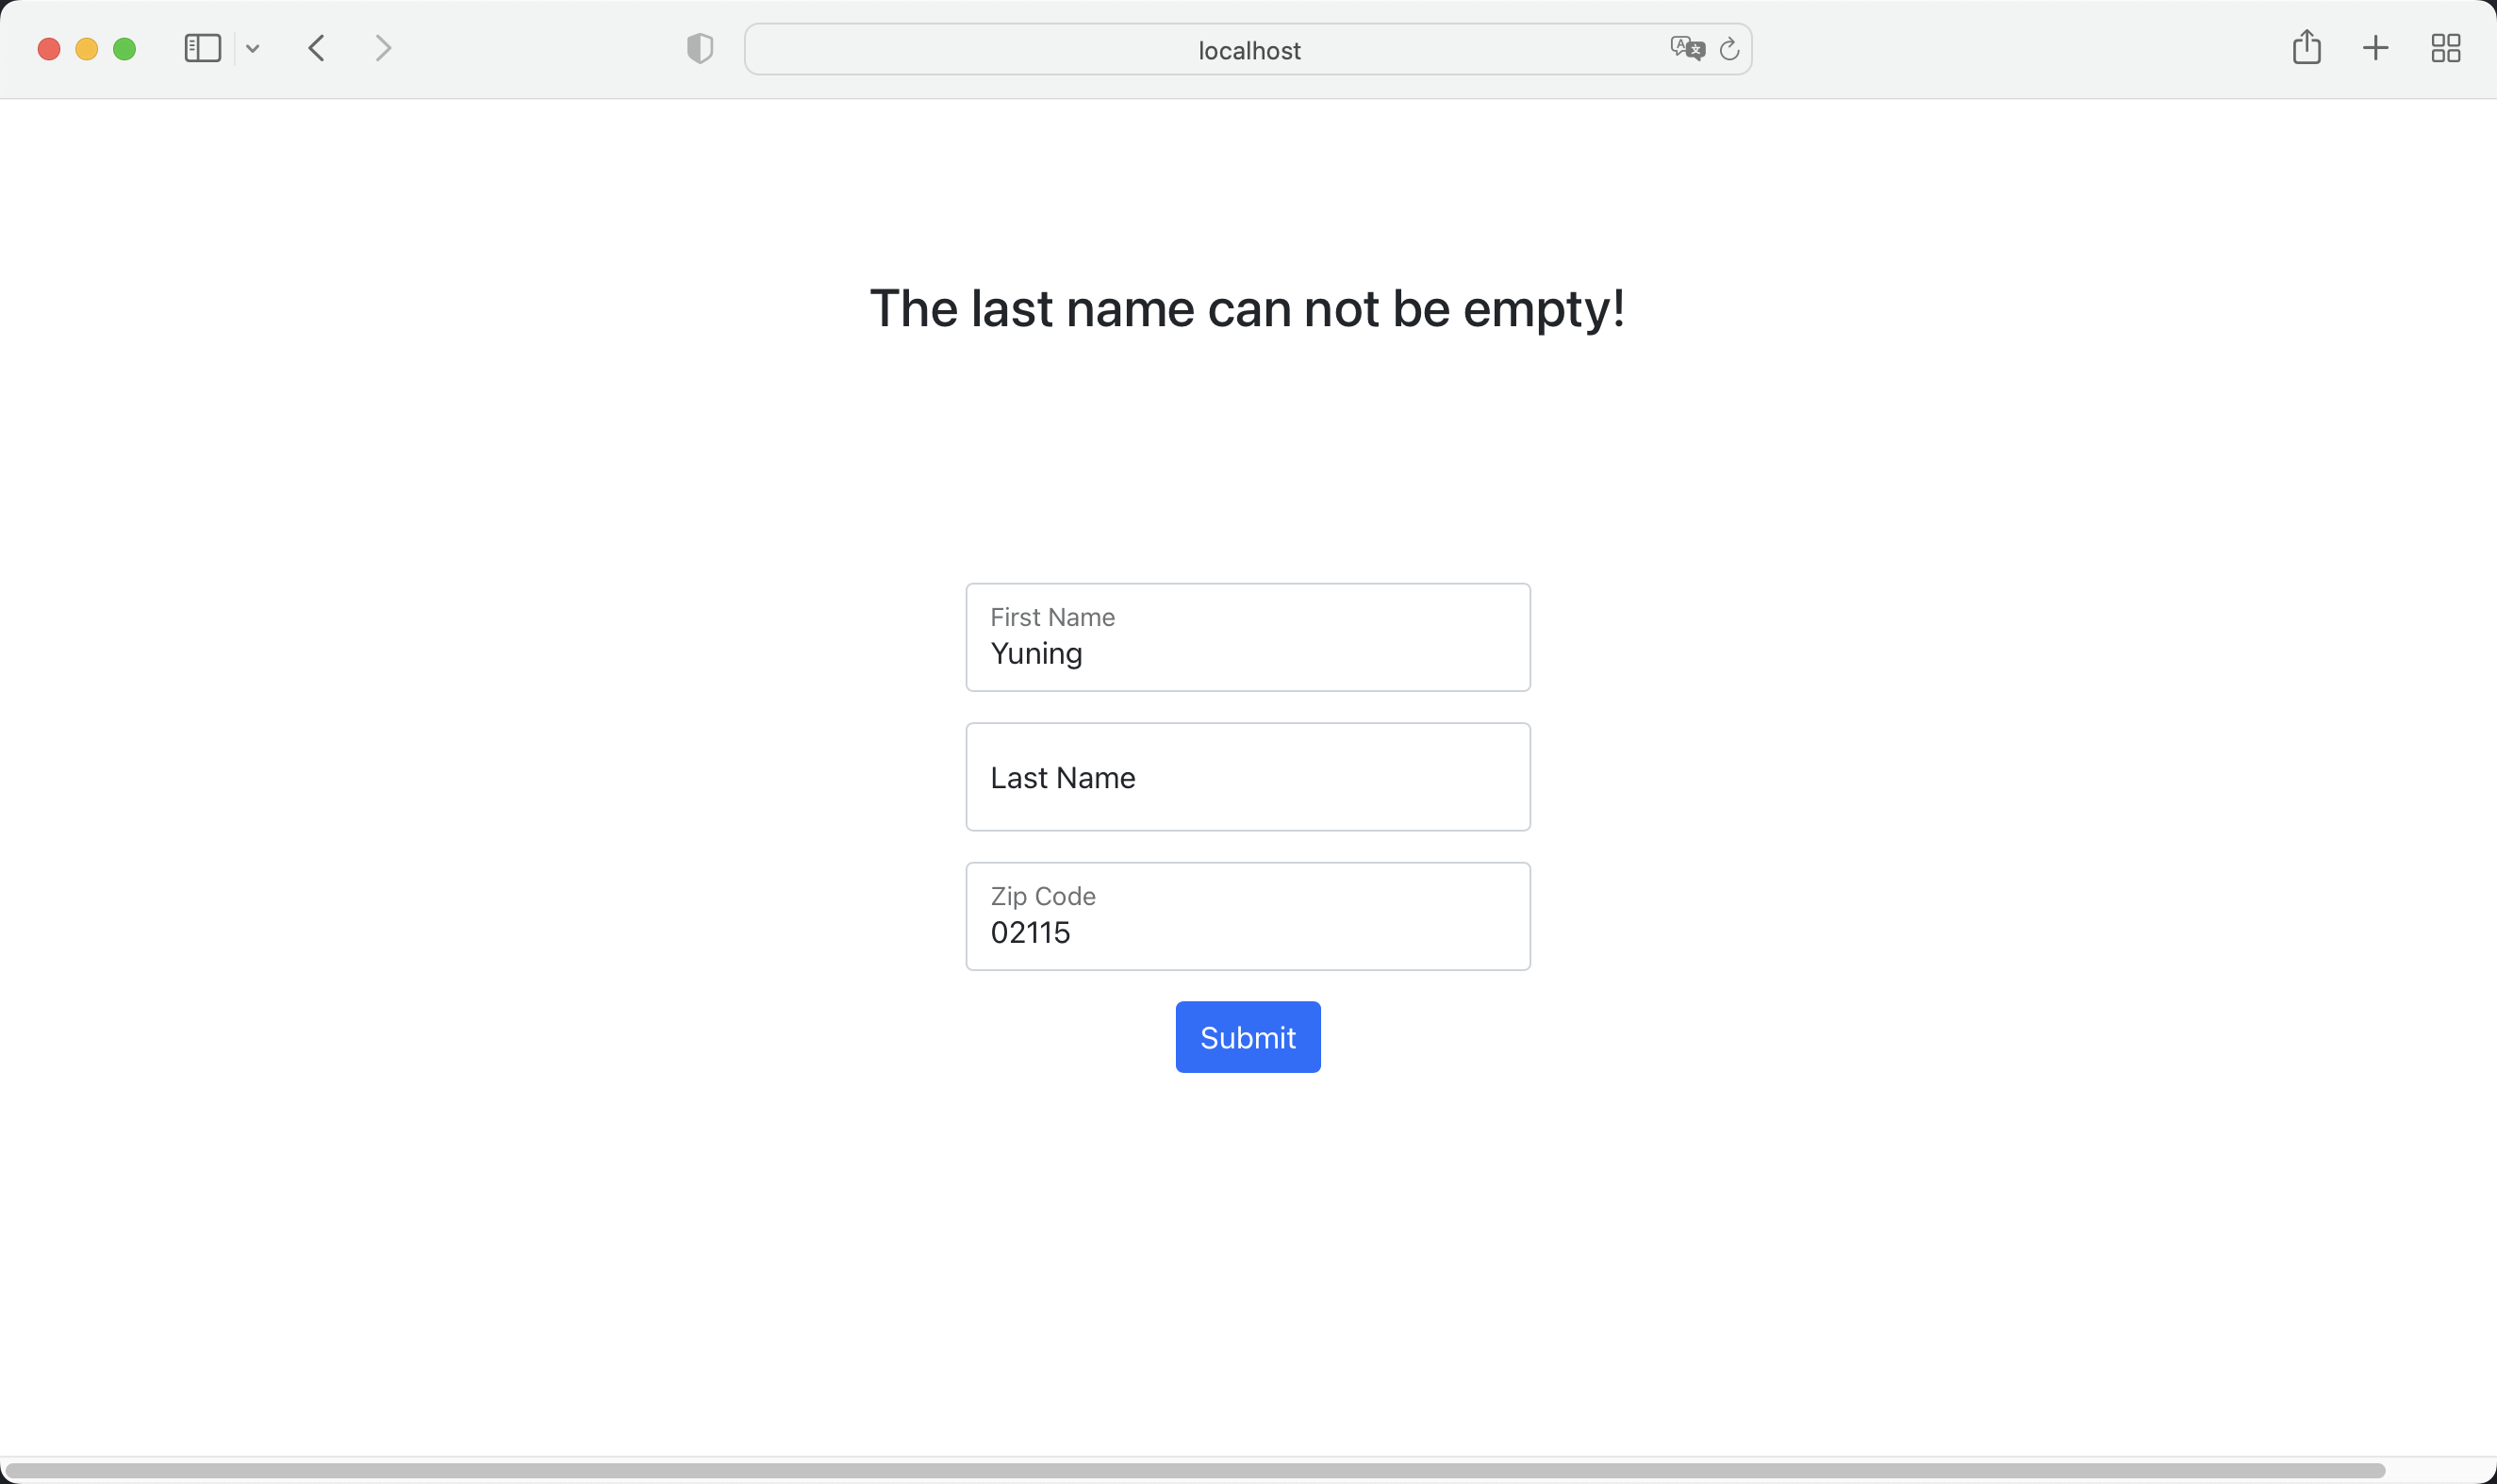 localhost
The last name can not be empty!
First Name
Yuning
Last Name
Zip Code
02115
Submit